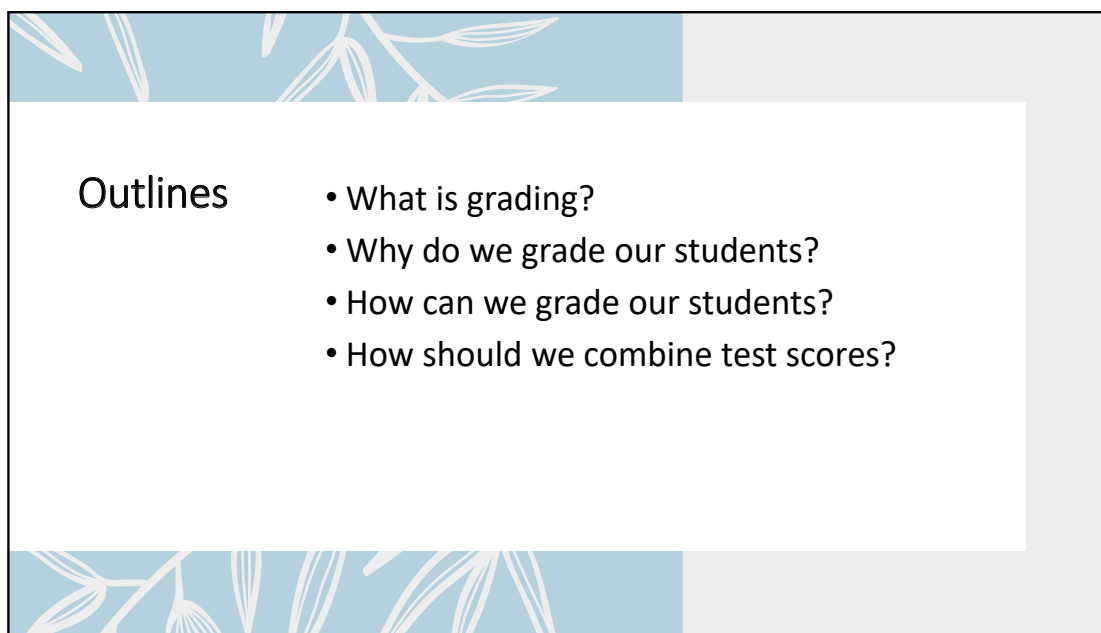 Outlines
• What is grading?
• Why do we grade our students?
• How can we grade our students?
• How should we combine test scores?